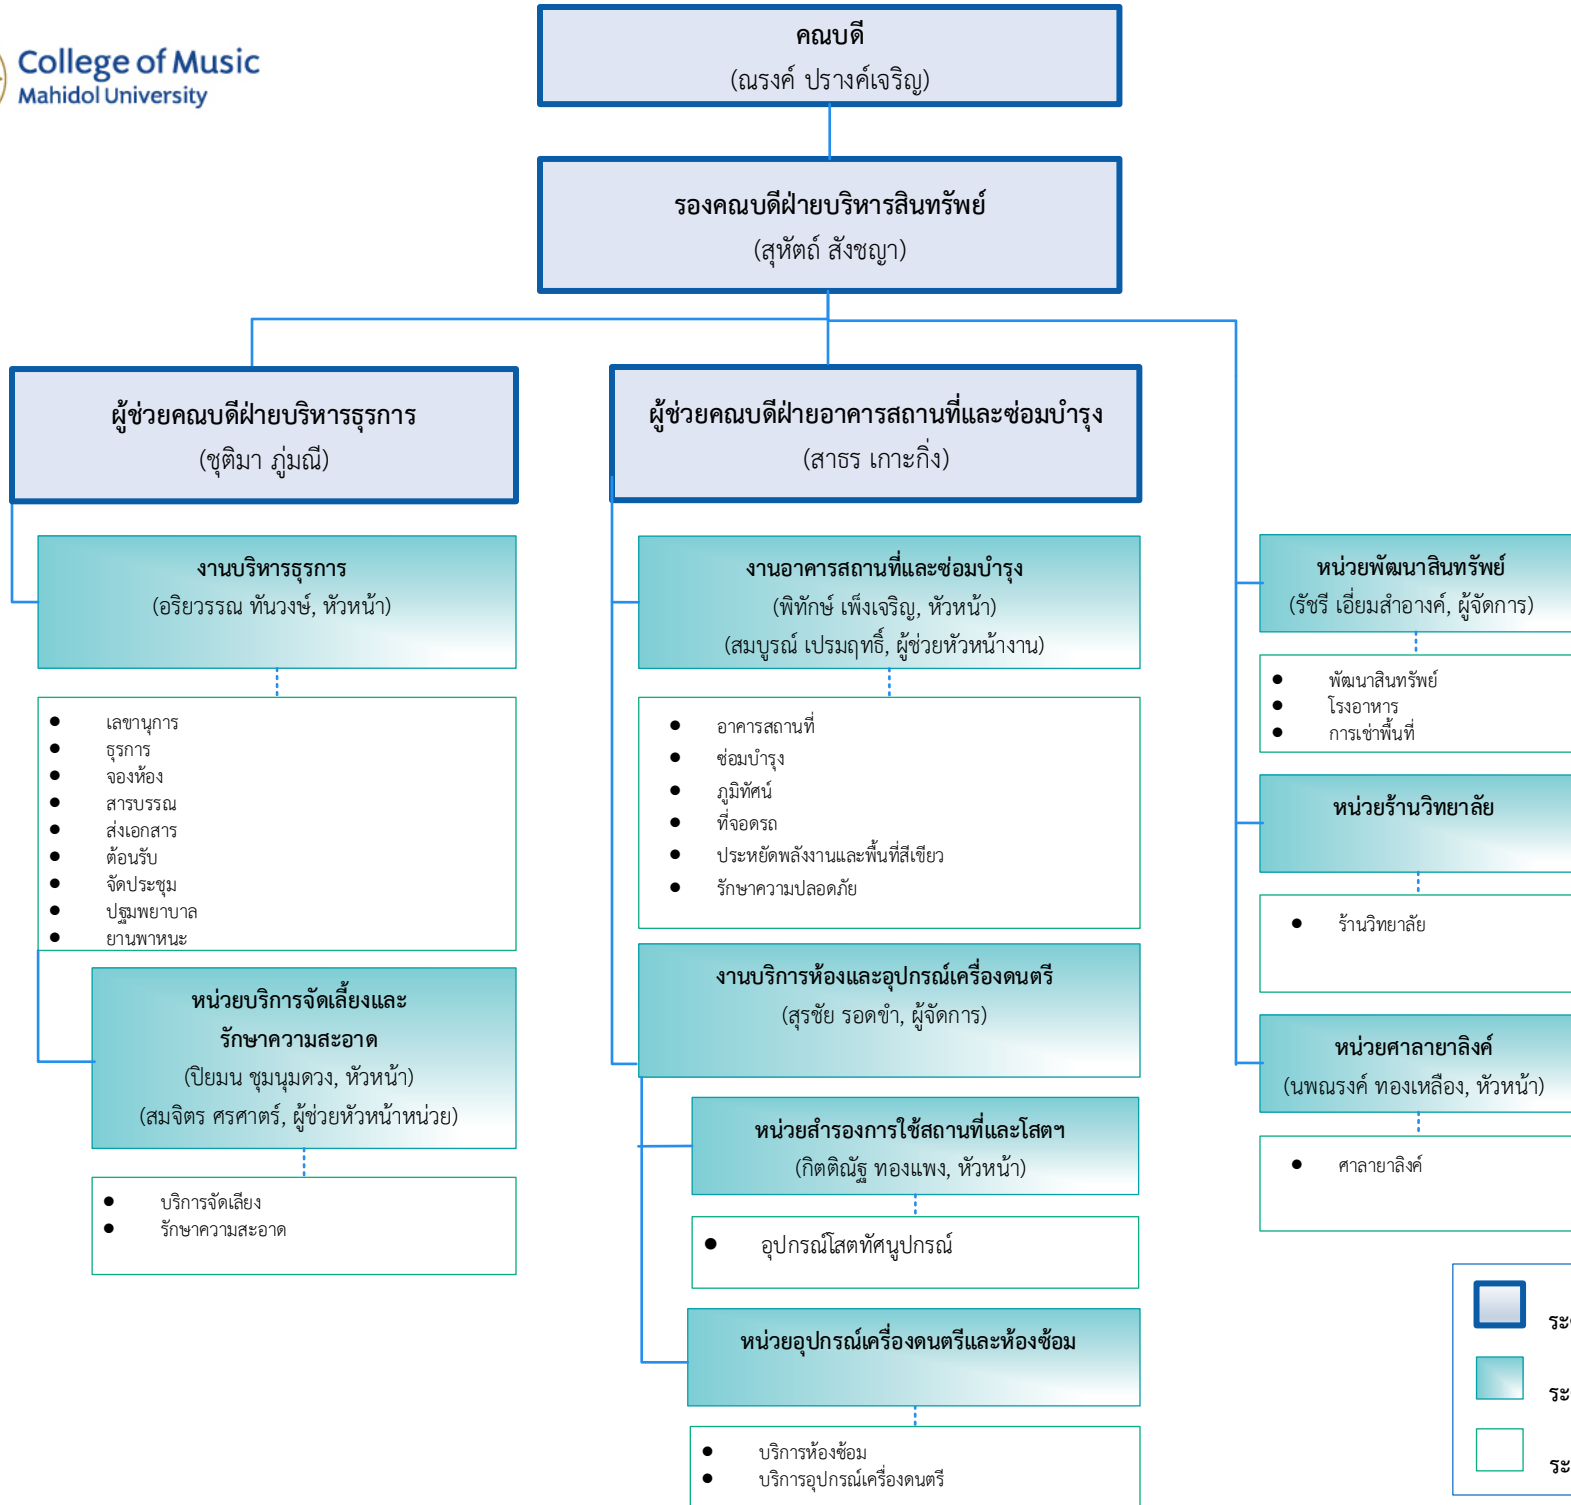 College of Music
Mahidol University
คณบดี
(ณรงค์ ปรางค์เจริญ)
รองคณบดีฝ่ายบริหารสินทรัพย์
(สุหัตถ์ สังชญา)
ผู้ช่วยคณบดีฝ่ายบริหารธุรการ
(ชุติมา ภู่มณี)
งานบริหารธุรการ
(อริยวรรณ ทันวงษ์, หัวหน้า)
● เลขานุการ
● ธุรการ
● จองห้อง
● สารบรรณ
● ส่งเอกสาร
● ต้อนรับ
● จัดประชุม
● ปฐมพยาบาล
● ยานพาหนะ
หน่วยบริการจัดเลี้ยงและ
รักษาความสะอาด
(ปิยมน ชุมนุมดวง, หัวหน้า)
(สมจิตร ศรศาตร์, ผู้ช่วยหัวหน้าหน่วย)
● บริการจัดเลียง
● รักษาความสะอาด
ผู้ช่วยคณบดีฝ่ายอาคารสถานที่และซ่อมบำรุง
(สาธร เกาะกิ่ง)
งานอาคารสถานที่และซ่อมบำรุง
(พิทักษ์ เพ็งเจริญ, หัวหน้า)
(สมบูรณ์ เปรมฤทธิ์, ผู้ช่วยหัวหน้างาน)
● อาคารสถานที่
● ซ่อมบำรุง
● ภูมิทัศน์
● ที่จอดรถ
● ประหยัดพลังงานและพื้นที่สีเขียว
● รักษาความปลอดภัย
งานบริการห้องและอุปกรณ์เครื่องดนตรี
(สุรชัย รอดขำ, ผู้จัดการ)
หน่วยสำรองการใช้สถานที่และโสตฯ
(กิตติณัฐ ทองแพง, หัวหน้า)
● อุปกรณ์โสตทัศนูปกรณ์
หน่วยอุปกรณ์เครื่องดนตรีและห้องซ้อม
● บริการห้องซ้อม
● บริการอุปกรณ์เครื่องดนตรี
หน่วยพัฒนาสินทรัพย์
(รัชรี เอี่ยมสำอางค์, ผู้จัดการ)
● พัฒนาสินทรัพย์
● โรงอาหาร
● การเช่าพื้นที่
หน่วยร้านวิทยาลัย
● ร้านวิทยาลัย
หน่วยศาลายาลิงค์
(นพณรงค์ ทองเหลือง, หัวหน้า)
● ศาลายาลิงค์